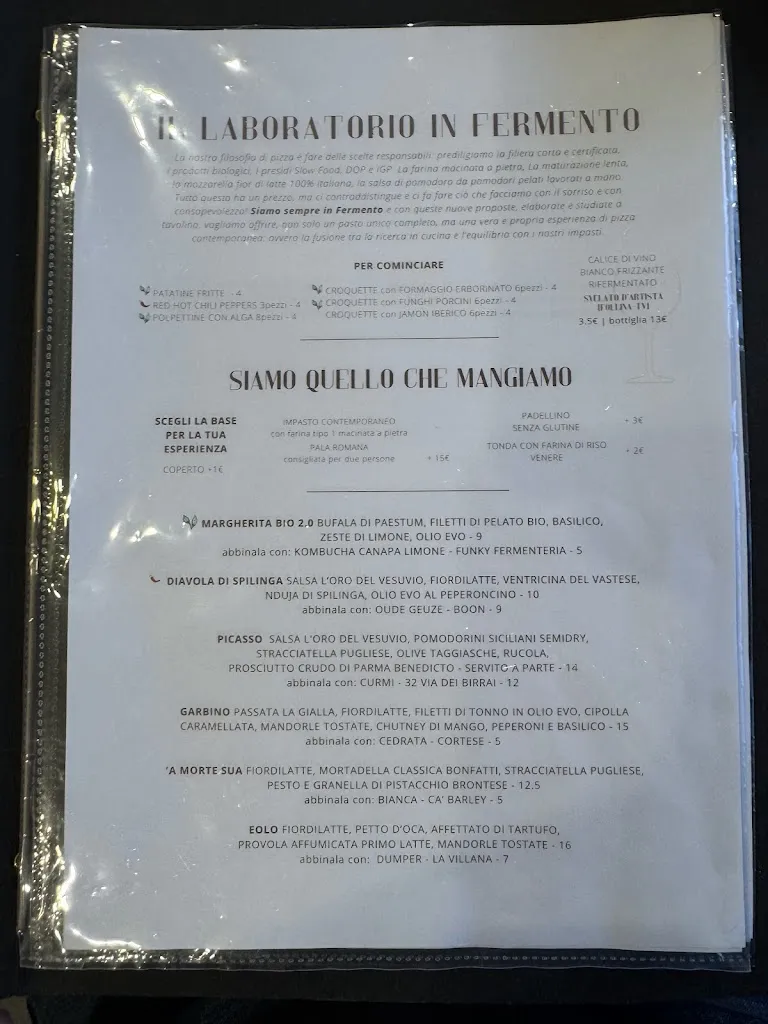 IL LABORATORIO IN FERMENTO
La nostra filosofia di pizza è fare delle scelte responsabili: prediligiamo la filiera corta e certificata,
i prodotti biologici, i presidi Slow Food, DOP e IGP. La farina macinata a pietra, La maturazione lenta,
la mozzarella fior di latte 100% italiana, la salsa di pomodoro da pomodori pelati lavorati a mano.
Tutto questo ha un prezzo, ma ci contraddistingue e ci fa fare ciò che facciamo con il sorriso e con
consapevolezza! Siamo sempre in Fermento e con queste nuove proposte, elaborate e studiate a
tavolino, vogliamo offrire, non solo un pasto unico completo, ma una vera e propria esperienza di pizza
contemporanea: ovvero la fusione tra la ricerca in cucina e l'equilibrio con i nostri impasti.
PER COMINCIARE
PATATINE FRITTE - 4
RED HOT CHILI PEPPERS 3pezzi - 4
POLPETTINE CON ALGA 8pezzi - 4
CROQUETTE con FORMAGGIO ERBORINATO 6pezzi - 4
CROQUETTE con FUNGHI PORCINI 6pezzi - 4
CROQUETTE con JAMON IBERICO 6pezzi - 4
CALICE DI VINO
BIANCO FRIZZANTE
RIFERMENTATO
SVELATO D'ARTISTA
3.5€ | bottiglia 13€
SIAMO QUELLO CHE MANGIAMO
SCEGLI LA BASE
PER LA TUA
ESPERIENZA
COPERTO +1€
IMPASTO CONTEMPORANEO
con farina tipo 1 macinata a pietra
PALA ROMANA
consigliata per due persone + 15€
PADELLINO
SENZA GLUTINE + 3€
TONDA CON FARINA DI RISO
VENERE + 2€
MARGHERITA BIO 2.0 BUFALA DI PAESTUM, FILETTI DI PELATO BIO, BASILICO,
ZESTE DI LIMONE, OLIO EVO - 9
abbinala con: KOMBUCHA CANAPA LIMONE - FUNKY FERMENTERIA - 5
DIAVOLA DI SPILINGA SALSA L'ORO DEL VESUVIO, FIORDILATTE, VENTRICINA DEL VASTESE,
NDUJA DI SPILINGA, OLIO EVO AL PEPERONCINO - 10
abbinala con: OUDE GEUZE - BOON - 9
PICASSO SALSA L'ORO DEL VESUVIO, POMODORINI SICILIANI SEMIDRY,
STRACCIATELLA PUGLIESE, OLIVE TAGGIASCHE, RUCOLA,
PROSCIUTTO CRUDO DI PARMA BENEDICTO - SERVITO A PARTE - 14
abbinala con: CURMI - 32 VIA DEI BIRRAI - 12
GARBINO PASSATA LA GIALLA, FIORDILATTE, FILETTI DI TONNO IN OLIO EVO, CIPOLLA
CARAMELLATA, MANDORLE TOSTATE, CHUTNEY DI MANGO, PEPERONI E BASILICO - 15
abbinala con: CEDRATA - CORTESE - 5
'A MORTE SUA FIORDILATTE, MORTADELLA CLASSICA BONFATTI, STRACCIATELLA PUGLIESE,
PESTO E GRANELLA DI PISTACCHIO BRONTESE - 12.5
abbinala con: BIANCA - CA' BARLEY - 5
EOLO FIORDILATTE, PETTO D'OCA, AFFETTATO DI TARTUFO,
PROVOLA AFFUMICATA PRIMO LATTE, MANDORLE TOSTATE - 16
abbinala con: DUMPER - LA VILLANA - 7